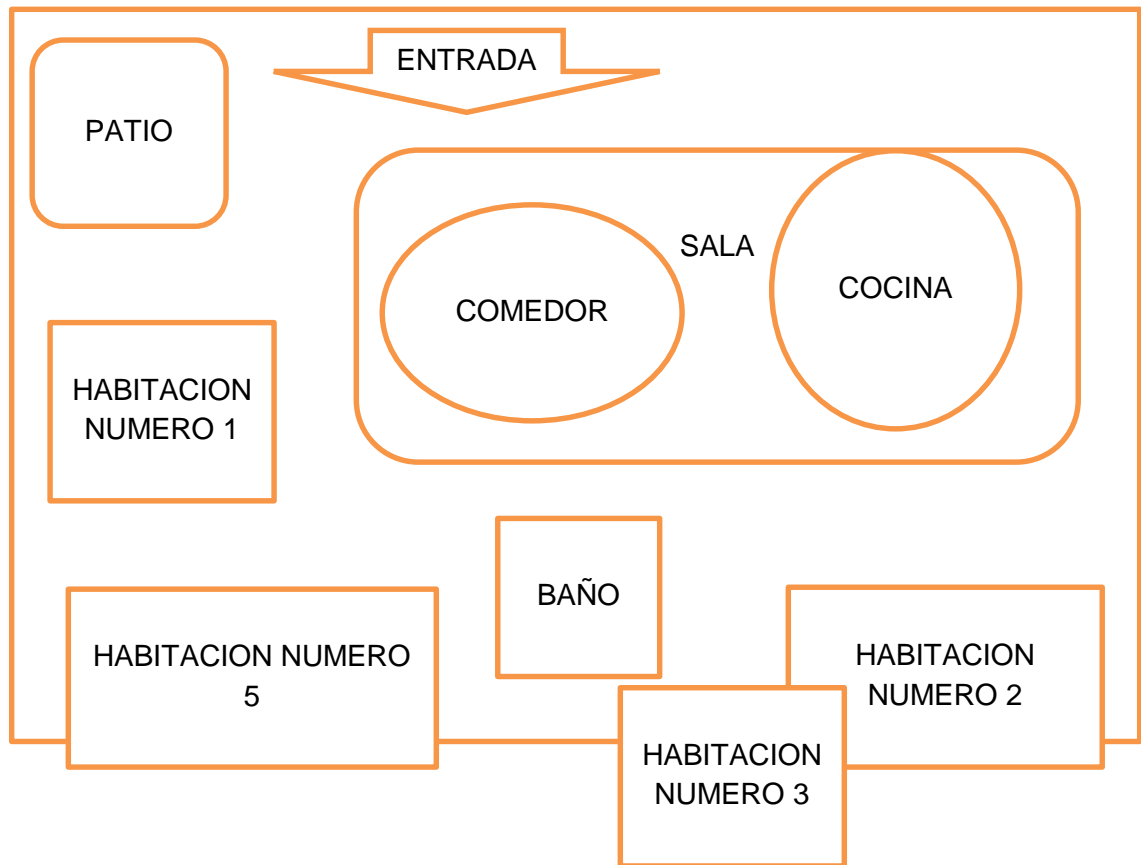 ENTRADA
PATIO
SALA
COCINA
COMEDOR
HABITACION
NUMERO 1
BAÑO
HABITACION NUMERO
5
HABITACION
NUMERO 2
HABITACION
NUMERO 3